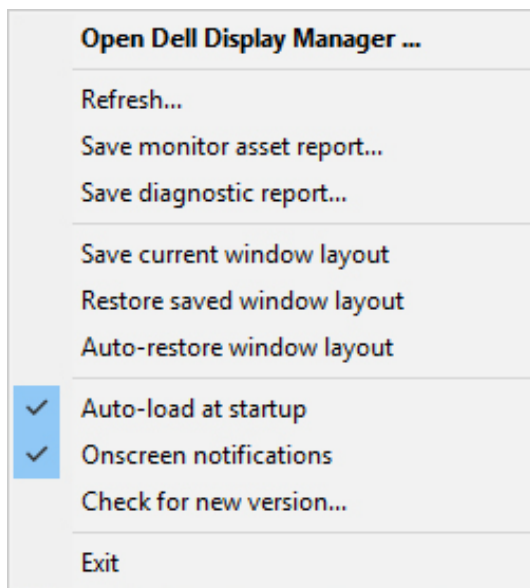 Open Dell Display Manager ...
Refresh...
Save monitor asset report...
Save diagnostic report...
Save current window layout
Restore saved window layout
Auto-restore window layout
Auto-load at startup
Onscreen notifications
Check for new version...
Exit